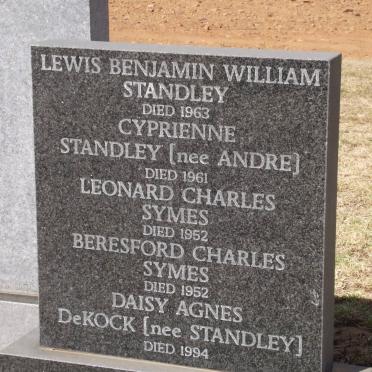 LEWIS BENJAMIN WILLIAM
STANDLEY
DIED 1963
CYPRIENNE
STANDLEY [nee ANDRE]
DIED 1961
LEONARD CHARLES
SYMES
DIED 1952
BERESFORD CHARLES
SYMES
DIED 1952
DAISY AGNES
DeKOCK [nee STANDLEY]
DIED 1994